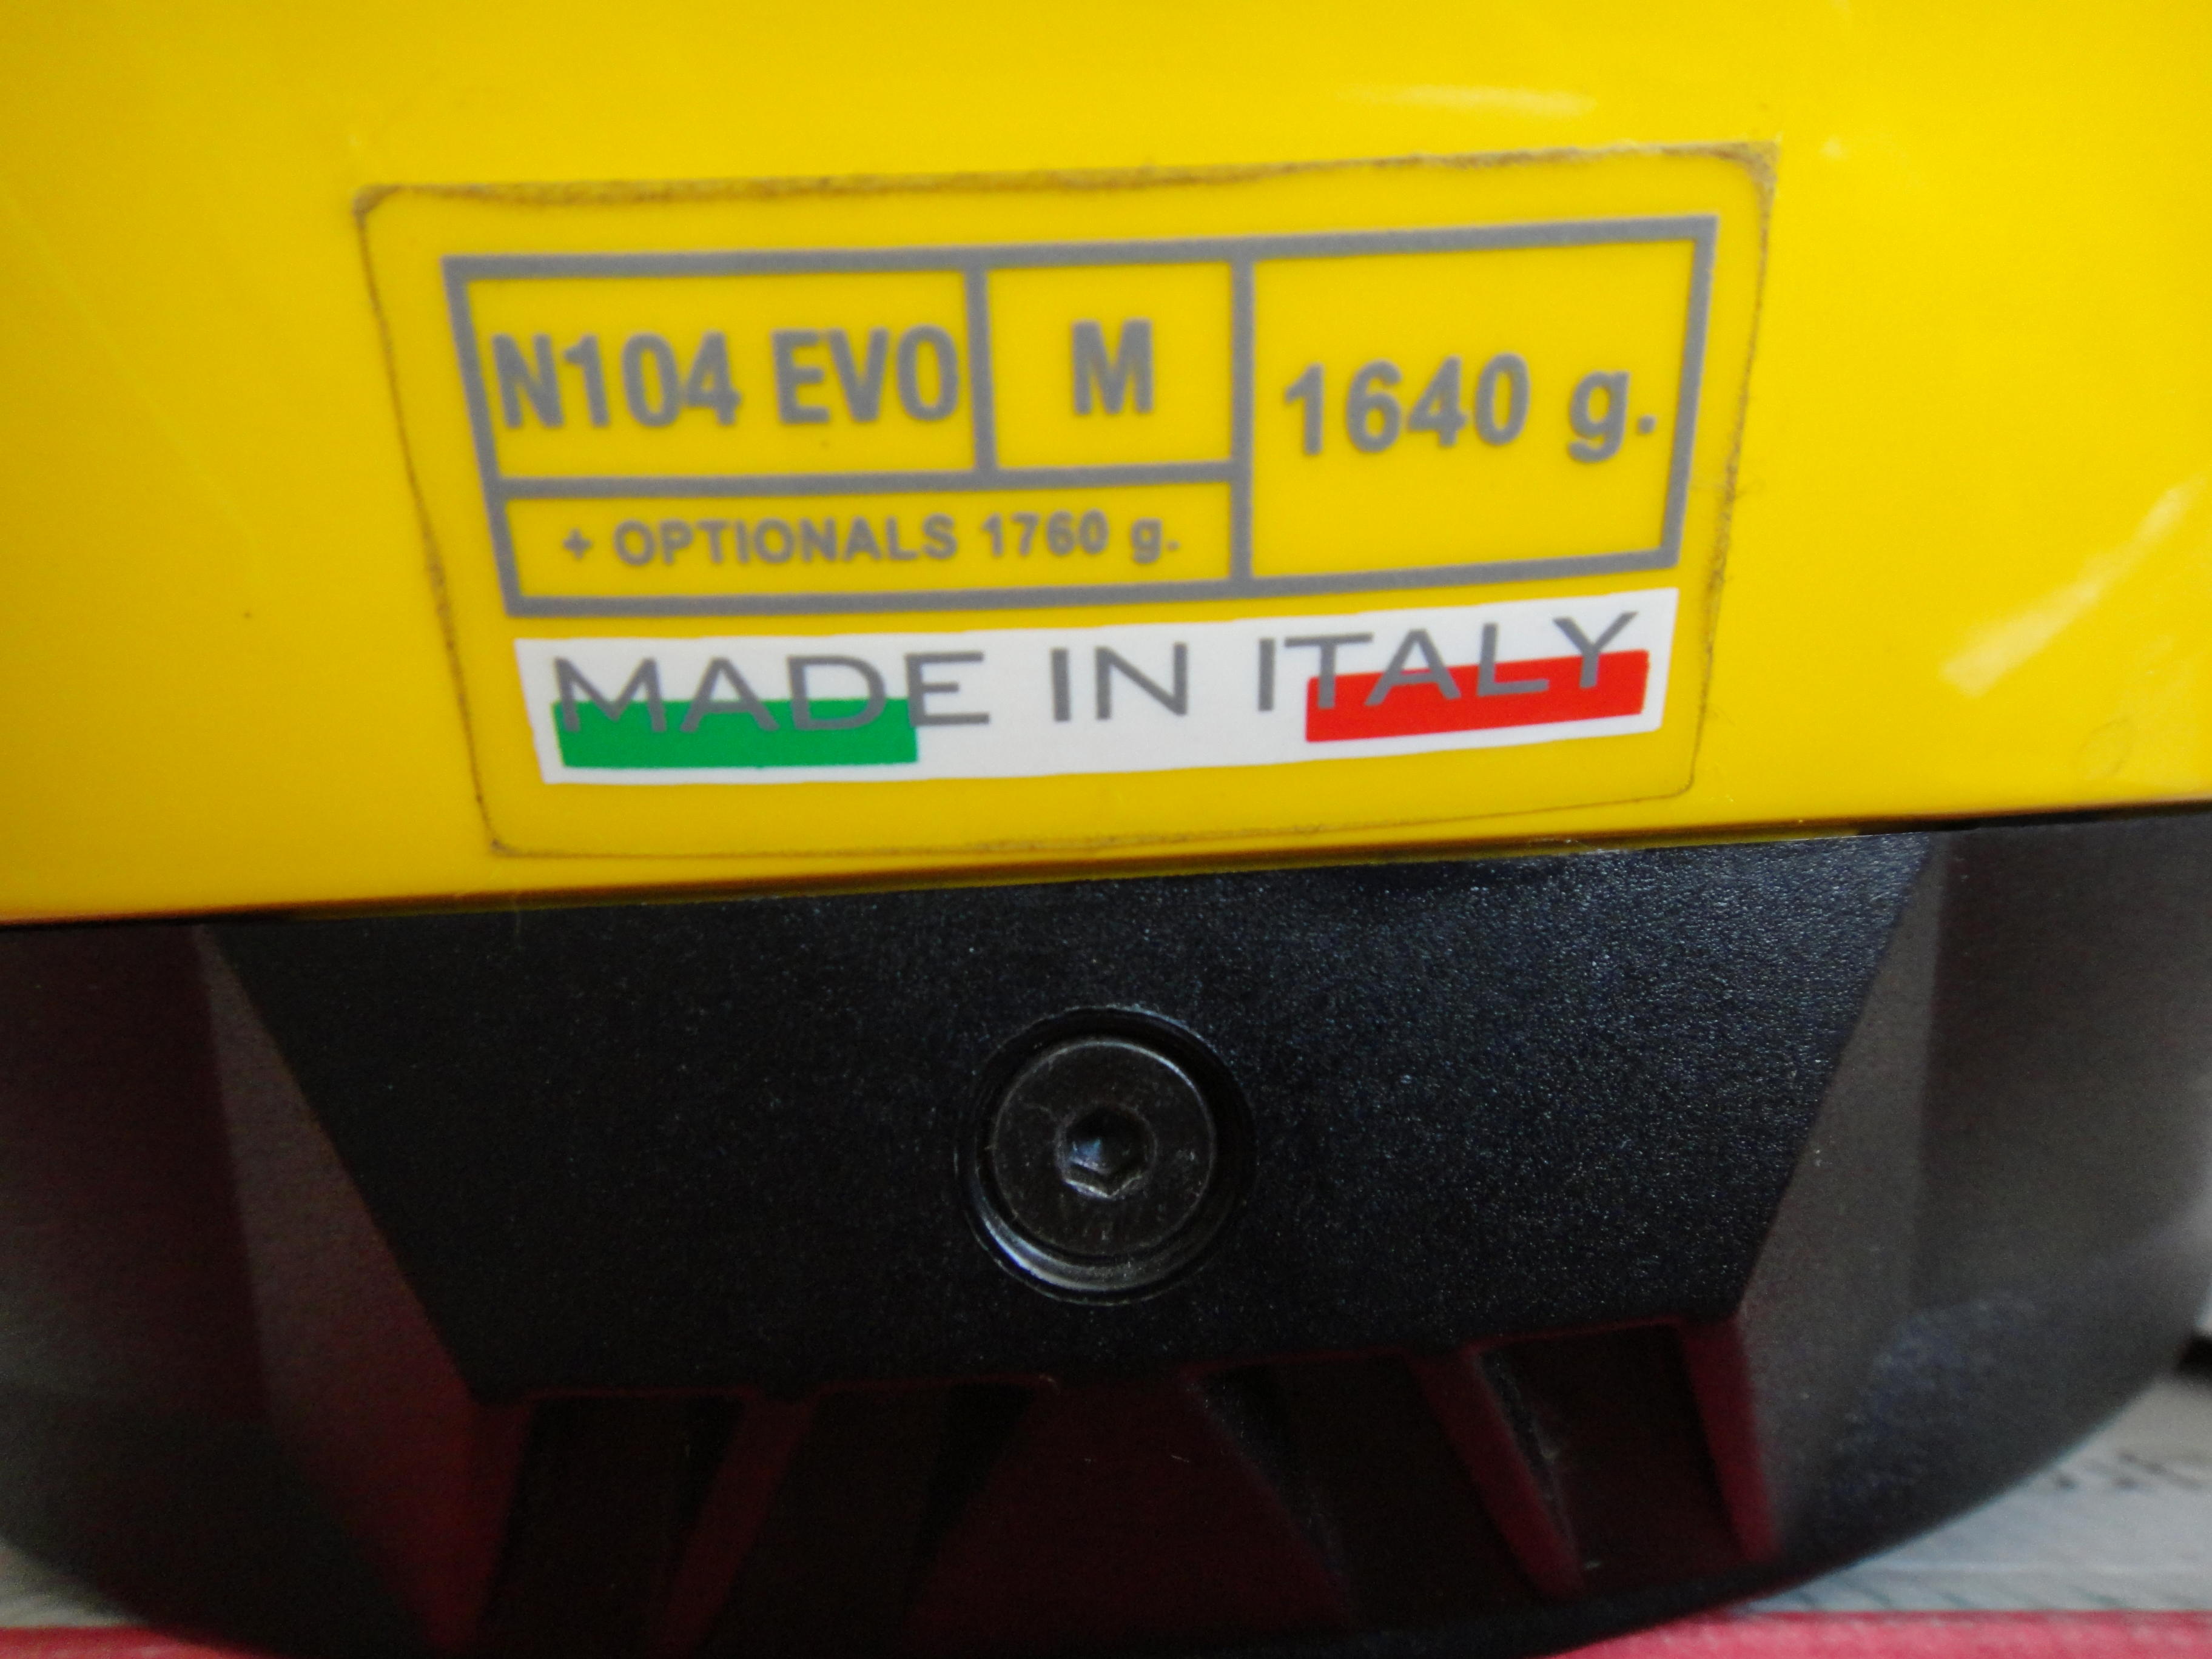 N104 EVO M 1640 g.
+ OPTIONALS 1760 g.
MADE IN ITALY